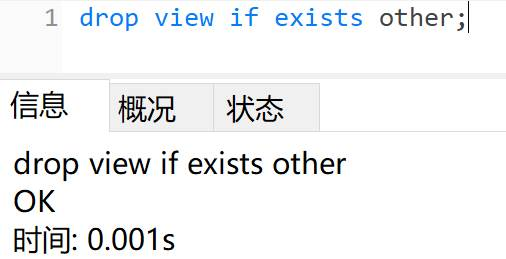 1 drop view if exists other;
信息 概况 状态
drop view if exists other
OK
时间: 0.001s